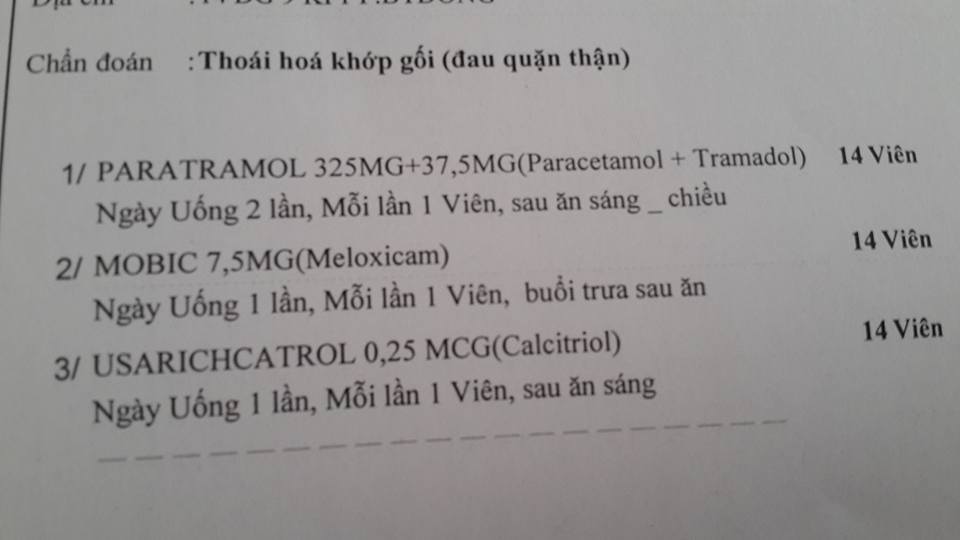 Chẩn đoán : Thoái hoá khớp gối (đau quặn thận)
1/ PARATRAMOL 325MG+37,5MG(Paracetamol + Tramadol) 14 Viên
Ngày Uống 2 lần, Mỗi lần 1 Viên, sau ăn sáng _ chiều
2/ MOBIC 7,5MG(Meloxicam) 14 Viên
Ngày Uống 1 lần, Mỗi lần 1 Viên, buổi trưa sau ăn
3/ USARICHCATROL 0,25 MCG(Calcitriol) 14 Viên
Ngày Uống 1 lần, Mỗi lần 1 Viên, sau ăn sáng